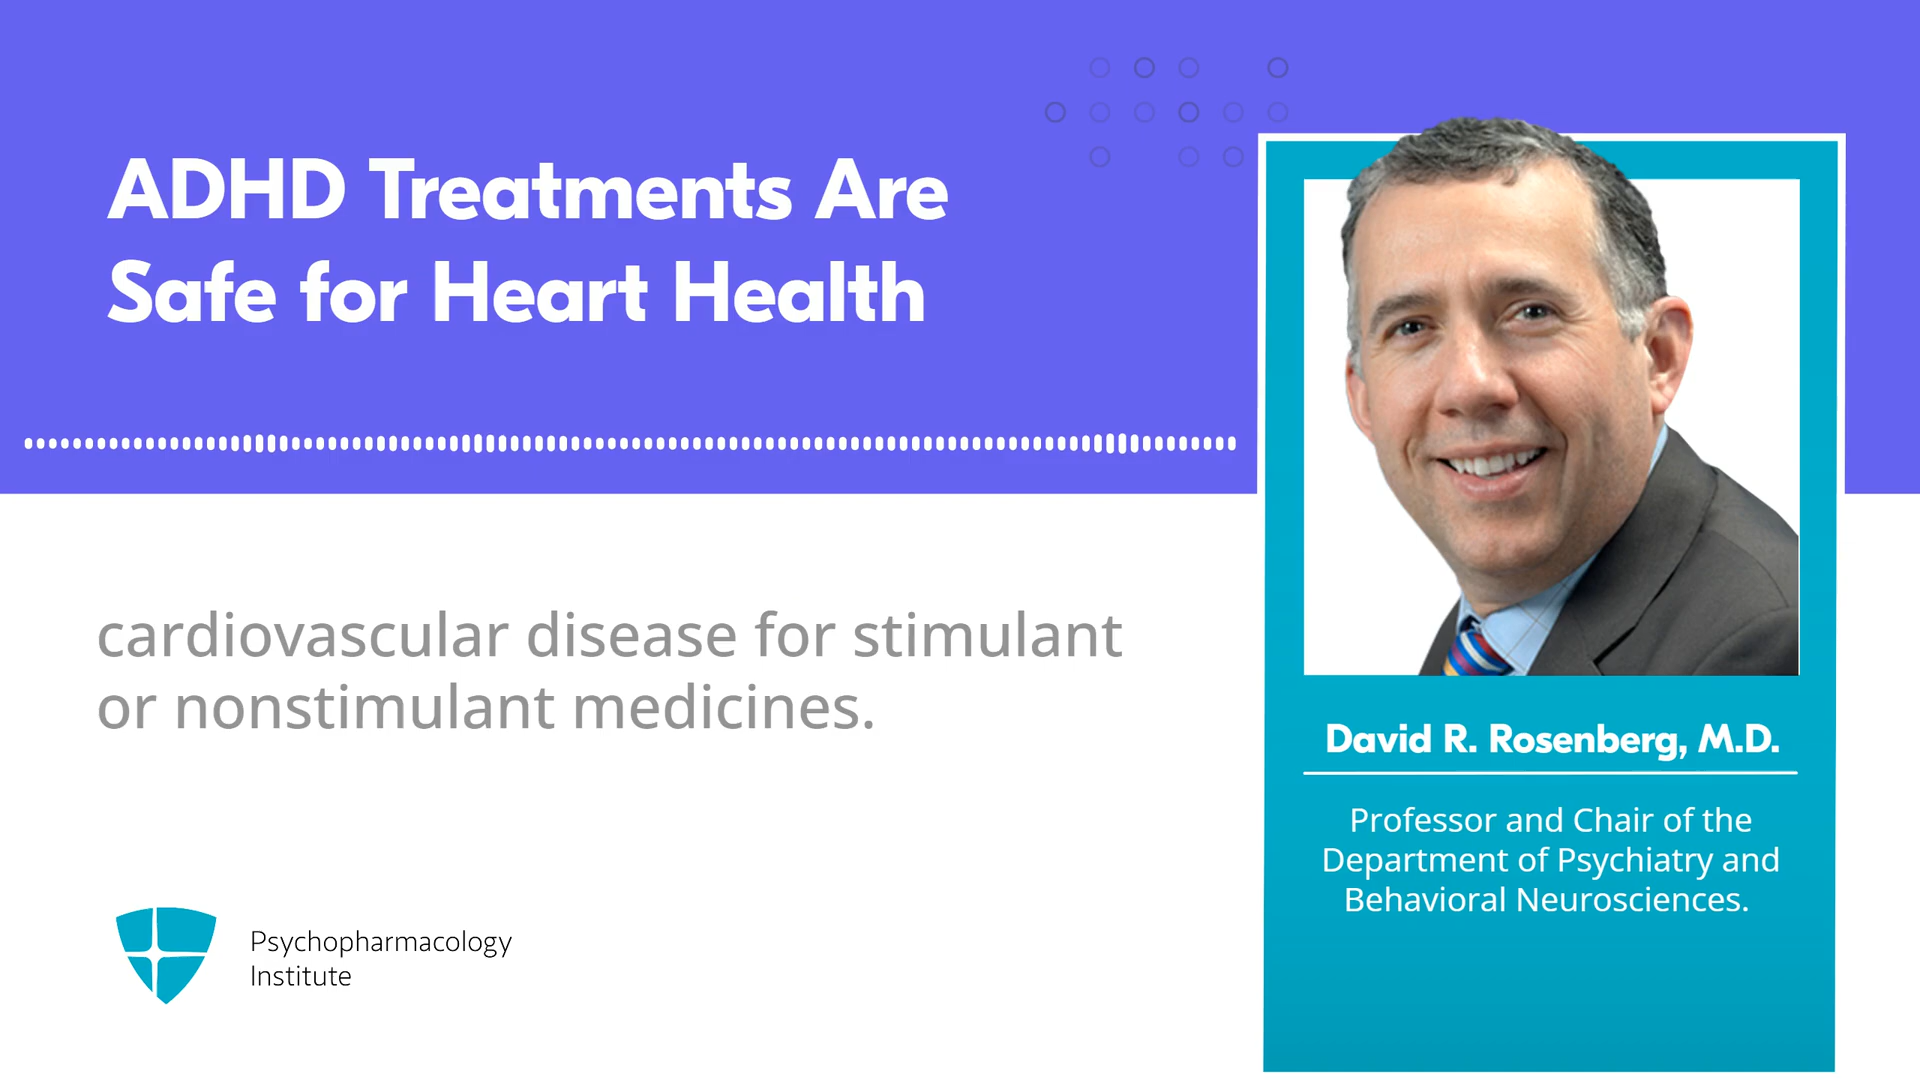 ADHD Treatments Are
Safe for Heart Health
cardiovascular disease for stimulant
or nonstimulant medicines.
Psychopharmacology
Institute
David R. Rosenberg, M.D.
Professor and Chair of the
Department of Psychiatry and
Behavioral Neurosciences.